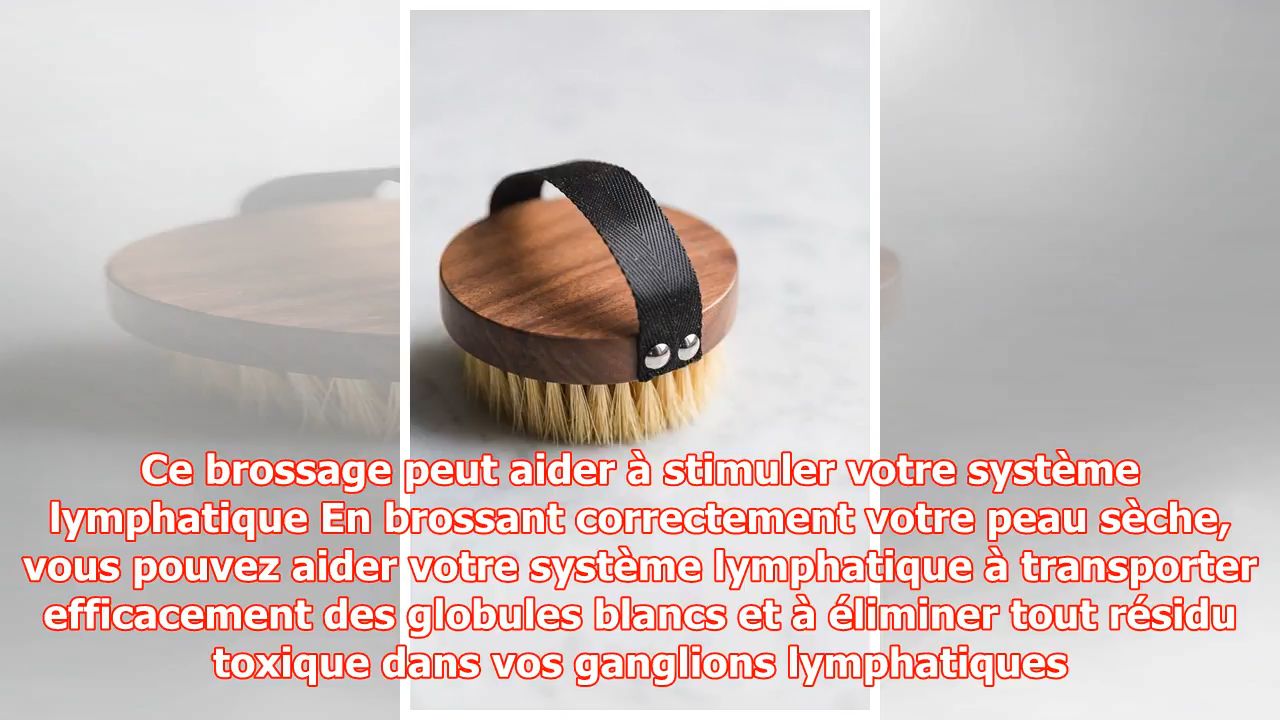 Ce brossage peut aider à stimuler votre système
lymphatique En brossant correctement votre peau sèche,
vous pouvez aider votre système lymphatique à transporter
efficacement des globules blancs et à éliminer tout résidu
toxique dans vos ganglions lymphatiques